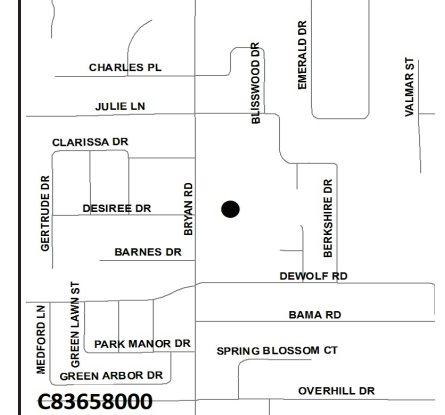 EMERALD DR
BLISSWOOD DR
VALMAR ST
CHARLES PL
JULIE LN
CLARISSA DR
GERTRUDE DR
DESIREE DR
BRYAN RD
BERKSHIRE DR
BARNES DR
DEWOLF RD
MEDFORD LN
GREEN LAWN ST
BAMA RD
PARK MANOR DR
SPRING BLOSSOM CT
GREEN ARBOR DR
OVERHILL DR
C83658000